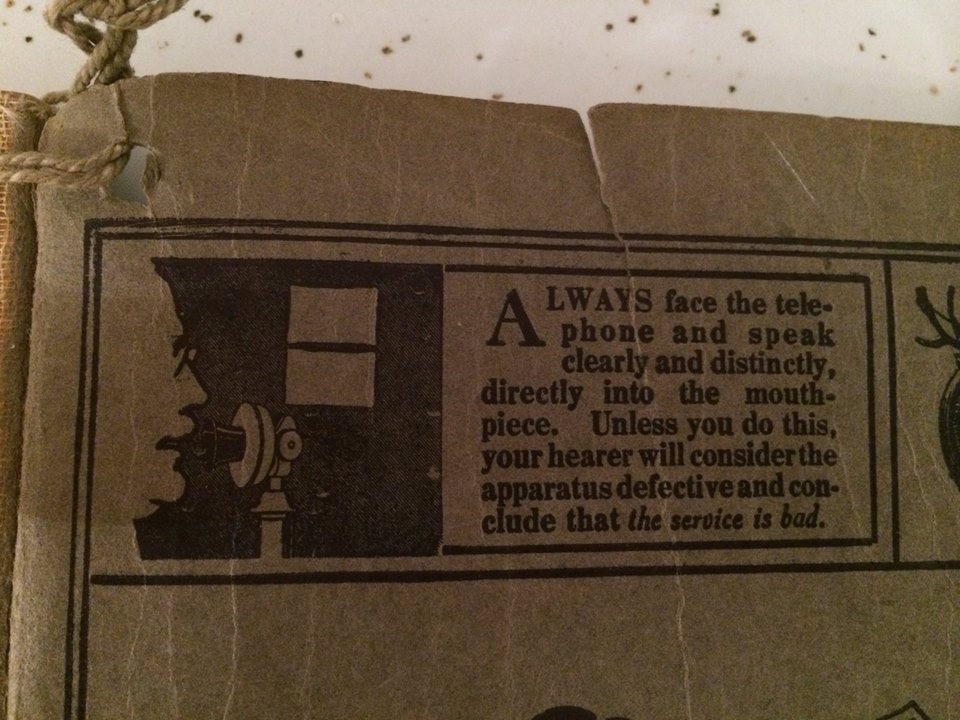 ALWAYS face the tele-
phone and speak
clearly and distinctly,
directly into the mouth-
piece. Unless you do this,
your hearer will consider the
apparatus defective and con-
clude that the service is bad.